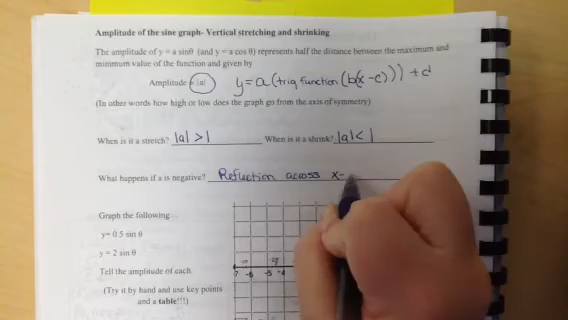 Amplitude of the sine graph- Vertical stretching and shrinking
The amplitude of y = a sinθ (and y = a cos θ) represents half the distance between the maximum and
minimum value of the function and given by
Amplitude = |a| y = a (trig function (b(x-c))) + d
(In other words how high or low does the graph go from the axis of symmetry)
When is it a stretch? |a| > 1 When is it a shrink? |a| < 1
What happens if a is negative? Reflection across x-
Graph the following
y= 0.5 sin θ
y = 2 sin θ
Tell the amplitude of each
-7 -6 -5 -4
(Try it by hand and use key points
and a table!!!)